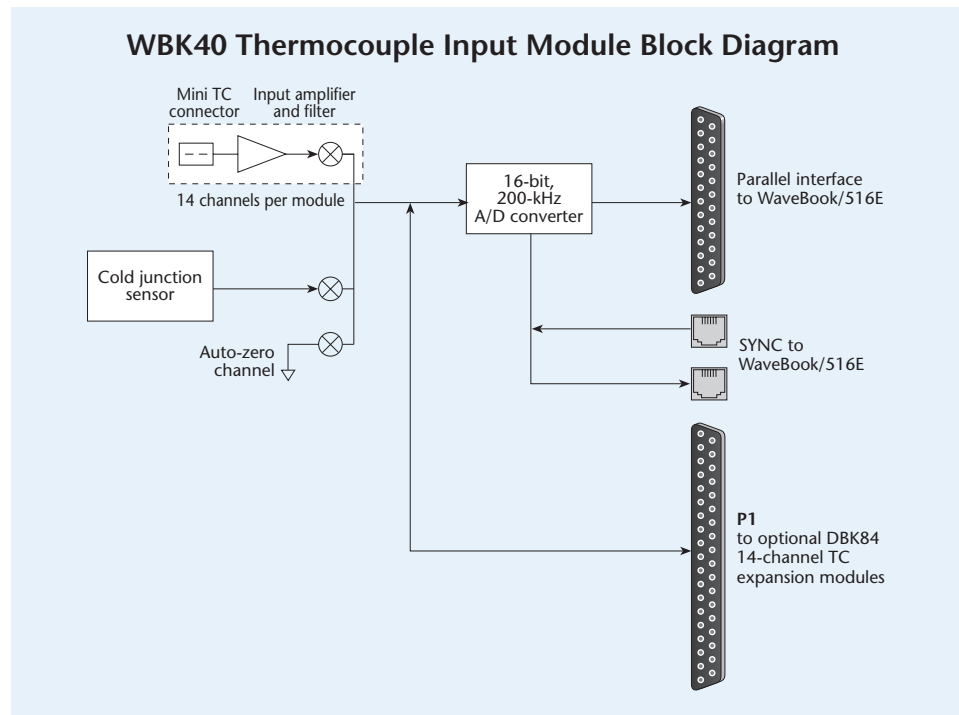 WBK40 Thermocouple Input Module Block Diagram
Mini TC
connector
Input amplifier
and filter
14 channels per module
16-bit,
200-kHz
A/D converter
Parallel interface
to WaveBook/516E
Cold junction
sensor
Auto-zero
channel
SYNC to
WaveBook/516E
P1
to optional DBK84
14-channel TC
expansion modules